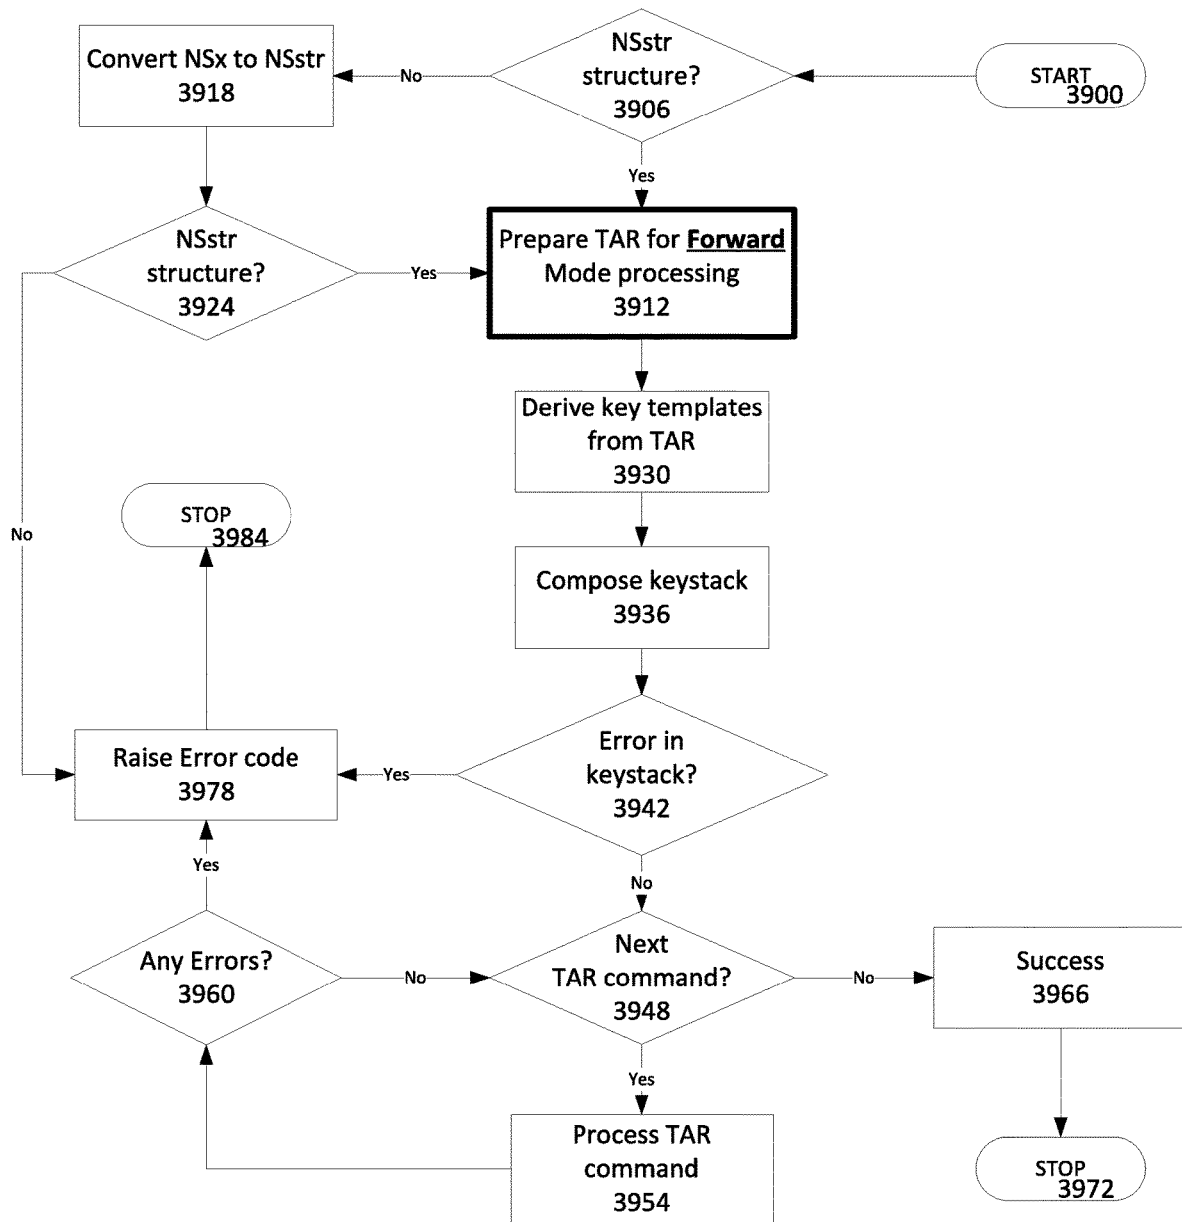 Convert NSx to NSstr
3918
No
NSstr
structure?
3906
START
3900
Yes
NSstr
structure?
3924
Yes
Prepare TAR for Forward
Mode processing
3912
Derive key templates
from TAR
3930
STOP
3984
No
Compose keystack
3936
Raise Error code
3978
Yes
Error in
keystack?
3942
Yes
No
Any Errors?
3960
No
Next
TAR command?
3948
No
Success
3966
Yes
Process TAR
command
3954
STOP
3972